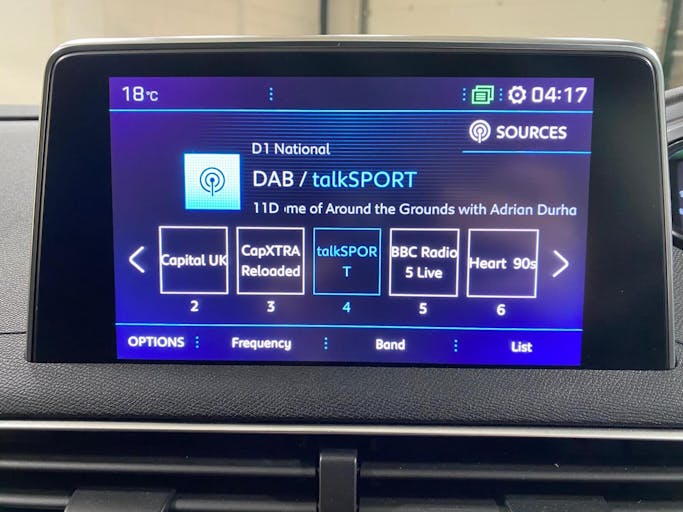 18°C
04:17
SOURCES
D1 National
DAB / talkSPORT
11D me of Around the Grounds with Adrian Durha
Capital UK
CapXTRA
Reloaded
talkSPOR
T
BBC Radio
5 Live
Heart 90s
2 3 4 5 6
OPTIONS Frequency Band List